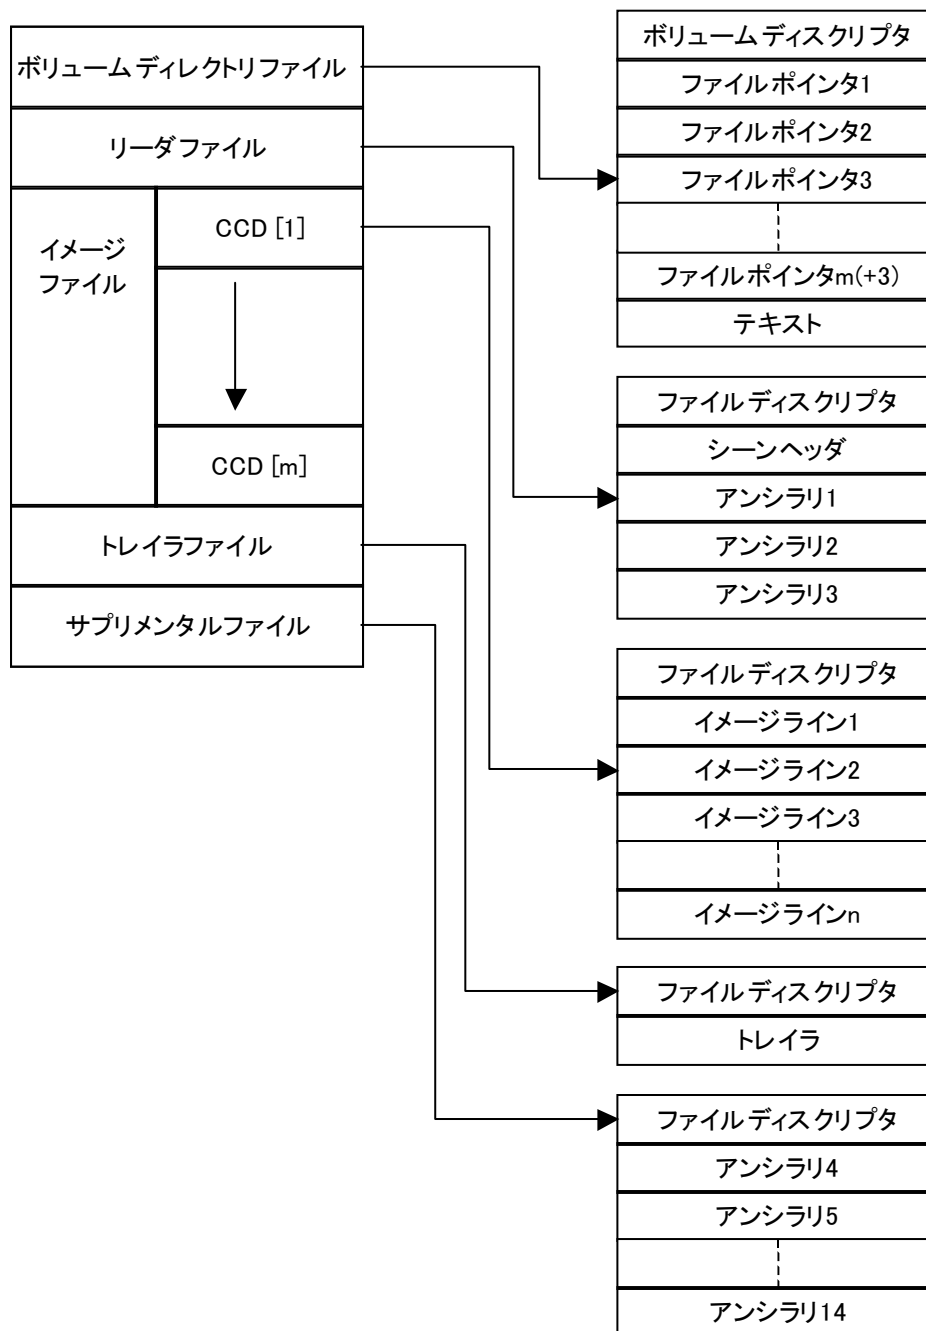 ボリュームディレクトリファイル
リーダファイル
イメージ
ファイル
CCD [1]
CCD [m]
トレイラファイル
サプリメンタルファイル
ボリュームディスクリプタ
ファイルポインタ1
ファイルポインタ2
ファイルポインタ3
ファイルポインタm(+3)
テキスト
ファイルディスクリプタ
シーンヘッダ
アンシラリ1
アンシラリ2
アンシラリ3
ファイルディスクリプタ
イメージライン1
イメージライン2
イメージライン3
イメージラインn
ファイルディスクリプタ
トレイラ
ファイルディスクリプタ
アンシラリ4
アンシラリ5
アンシラリ14